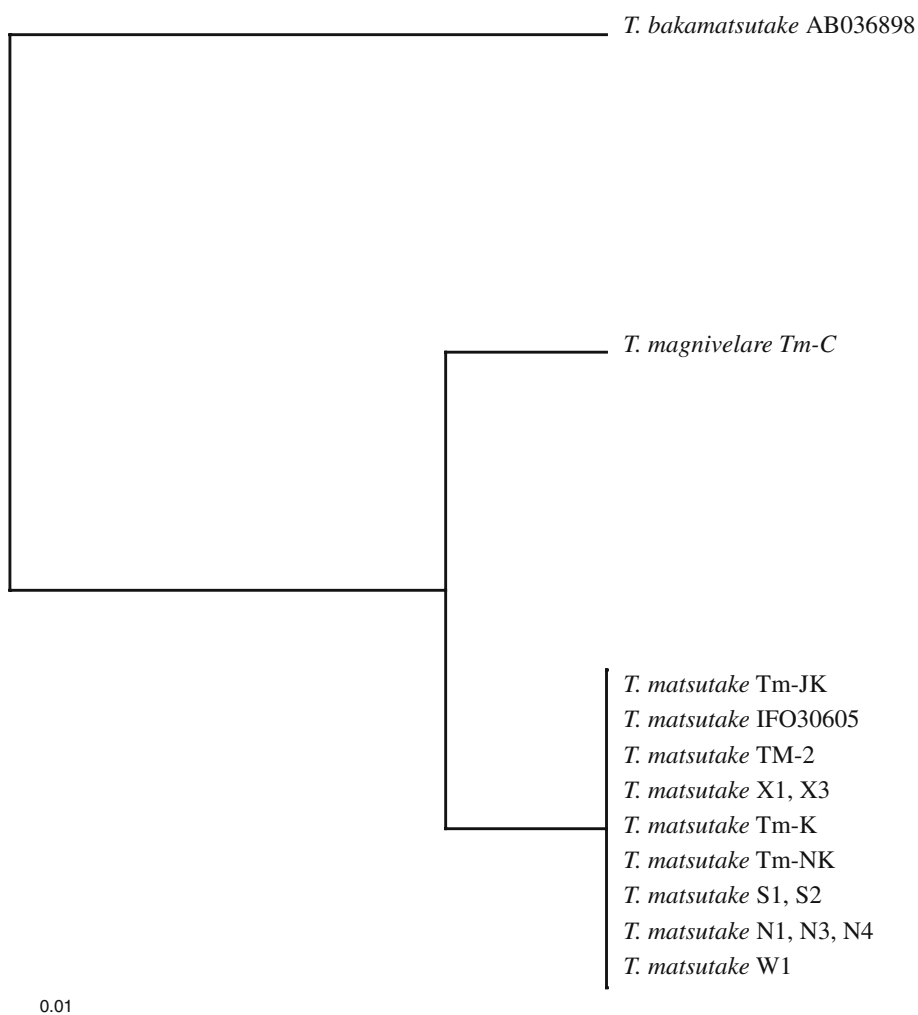 T. bakamatsutake AB036898
T. magnivelare Tm-C
T. matsutake Tm-JK
T. matsutake IFO30605
T. matsutake TM-2
T. matsutake X1, X3
T. matsutake Tm-K
T. matsutake Tm-NK
T. matsutake S1, S2
T. matsutake N1, N3, N4
T. matsutake W1
0.01